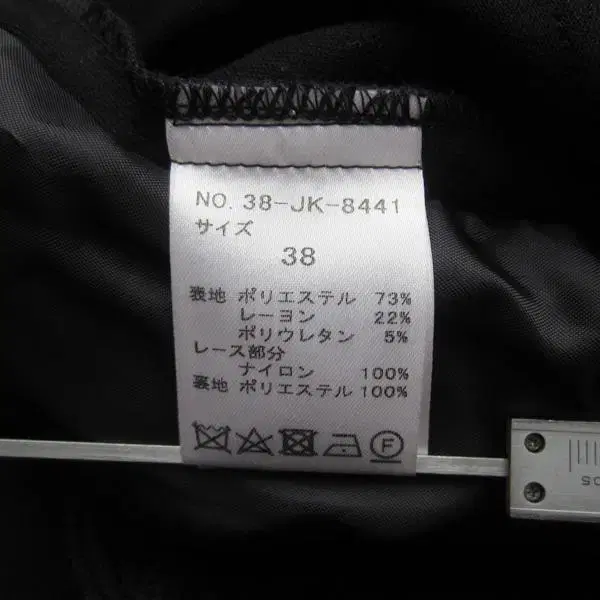 NO. 38-JK-8441
サイズ
38
表地 ポリエステル 73%
レーヨン 22%
ポリウレタン 5%
レース部分
ナイロン 100%
裏地 ポリエステル 100%
F